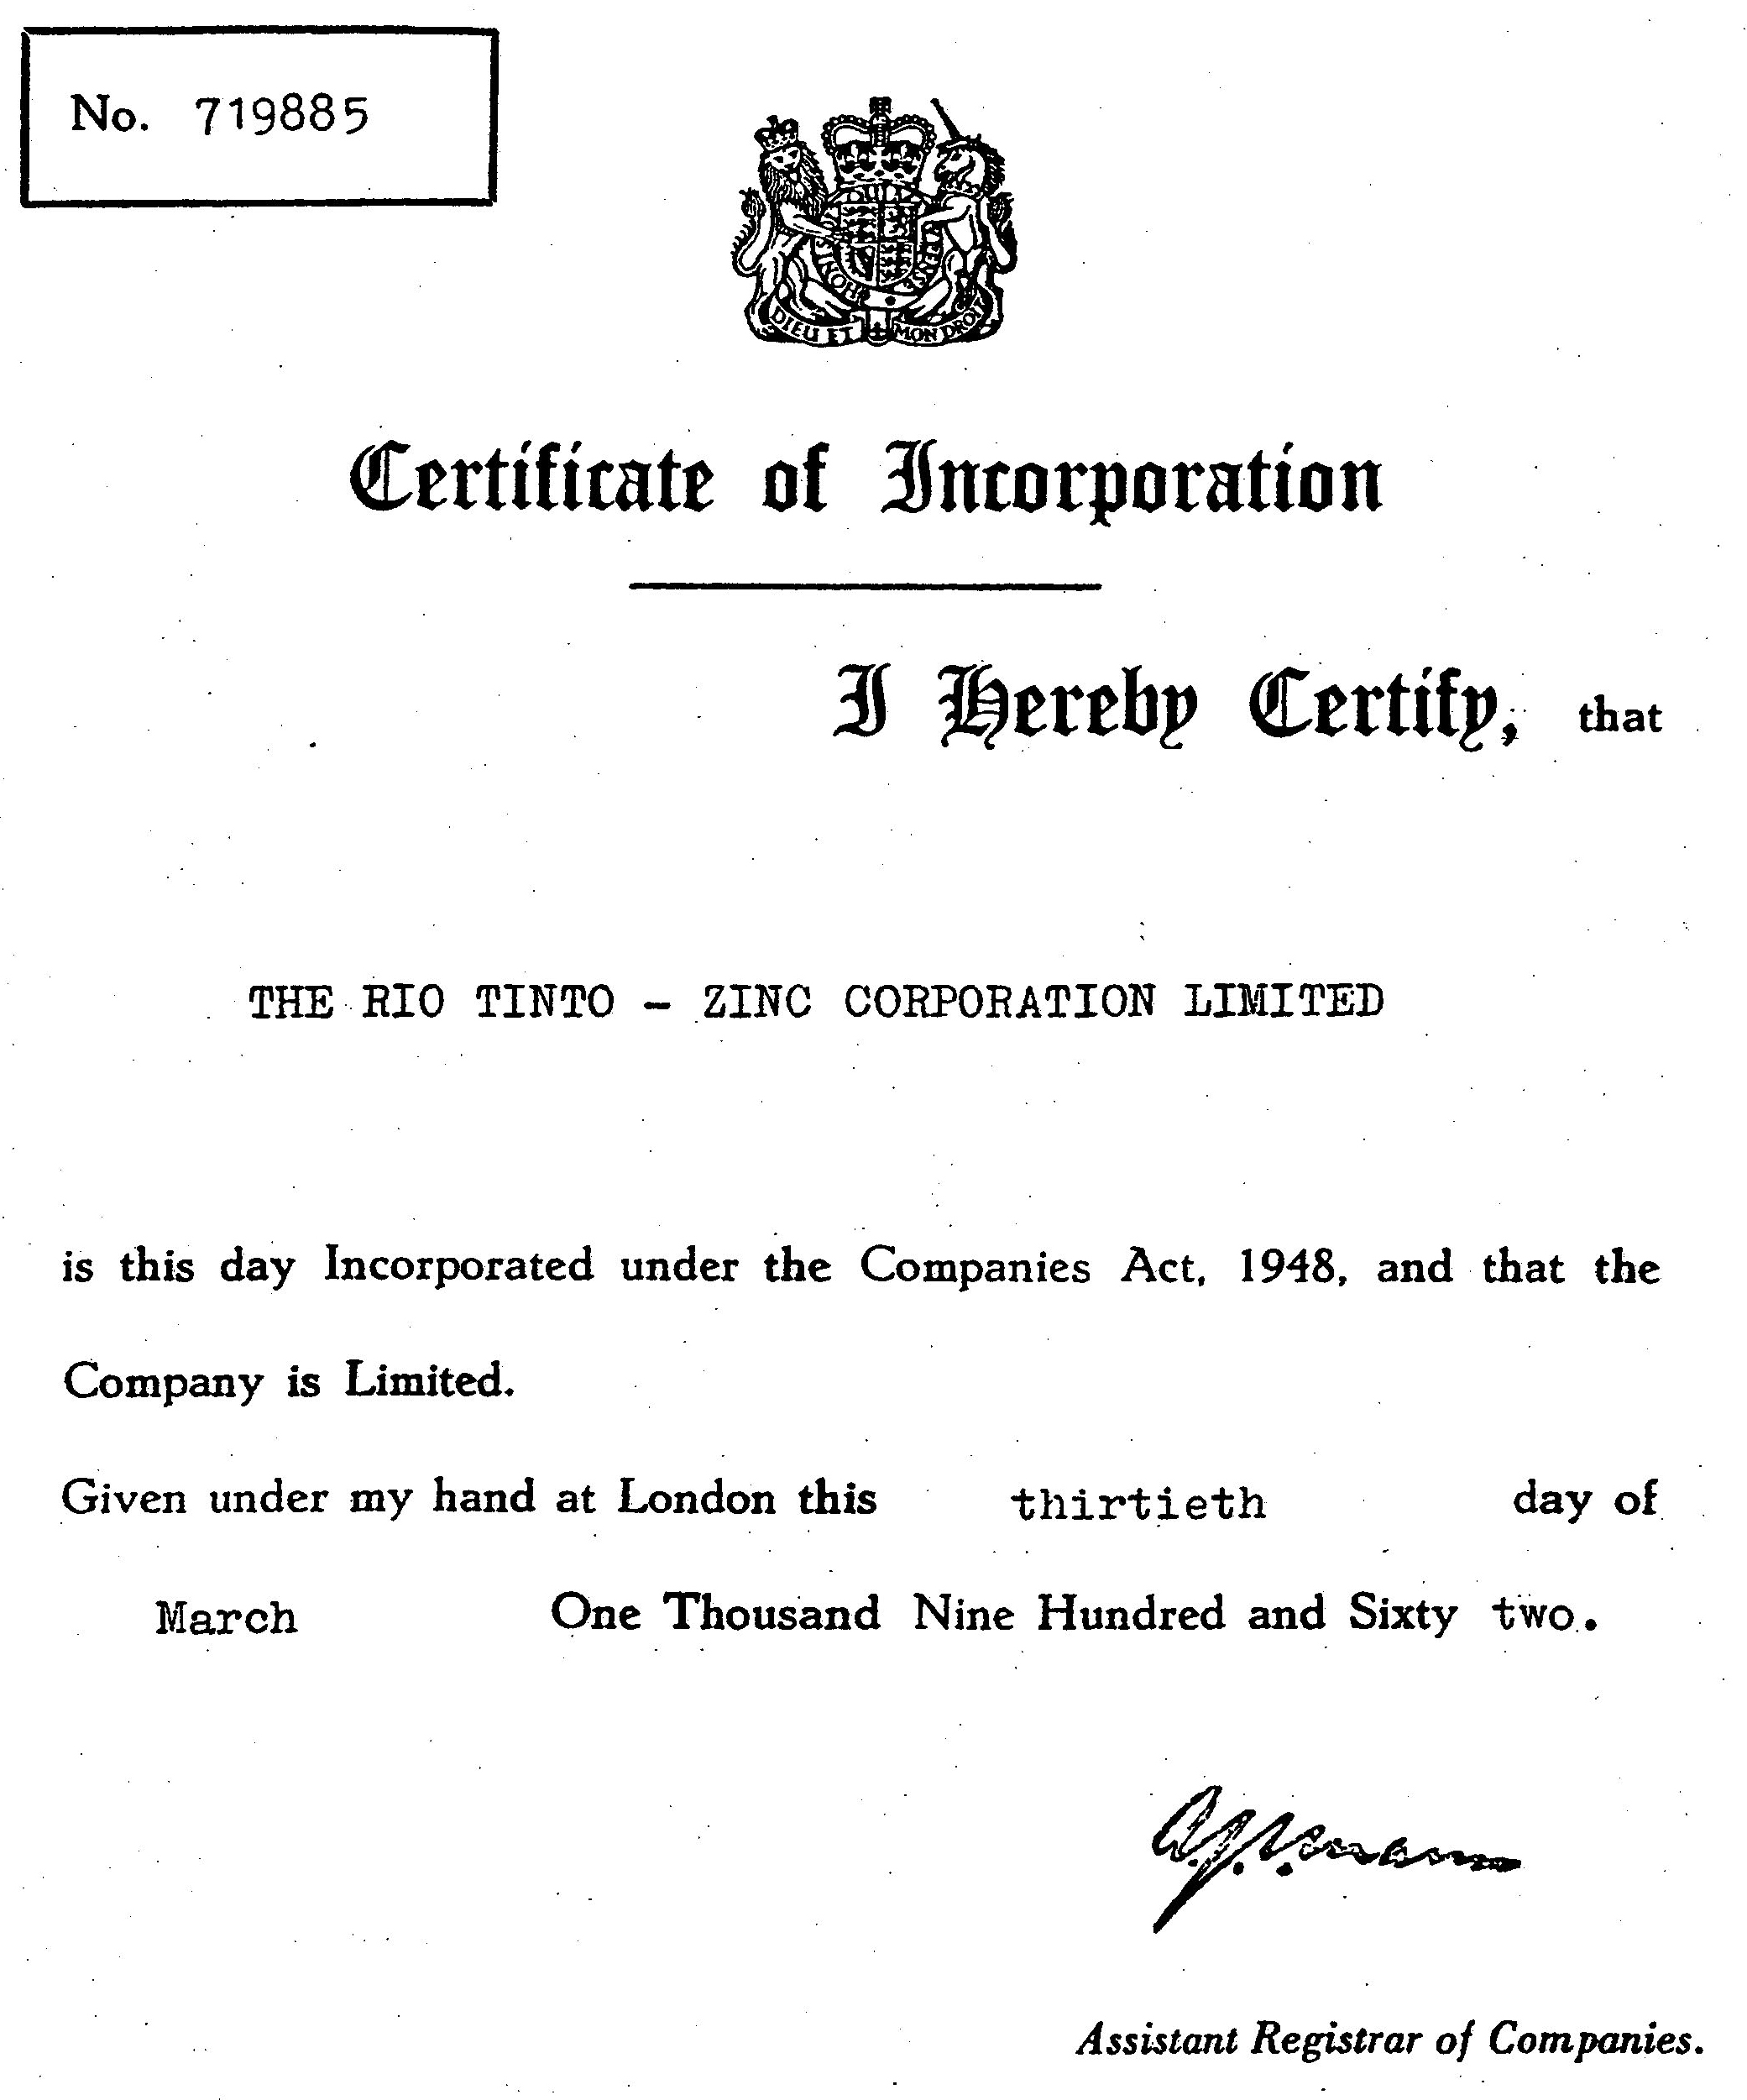 No. 719885
DIEU ET MON DROIT
Certificate of Incorporation
I Hereby Certify, that
THE RIO TINTO - ZINC CORPORATION LIMITED
is this day Incorporated under the Companies Act, 1948, and that the
Company is Limited.
Given under my hand at London this thirtieth day of
March One Thousand Nine Hundred and Sixty two.
Assistant Registrar of Companies.